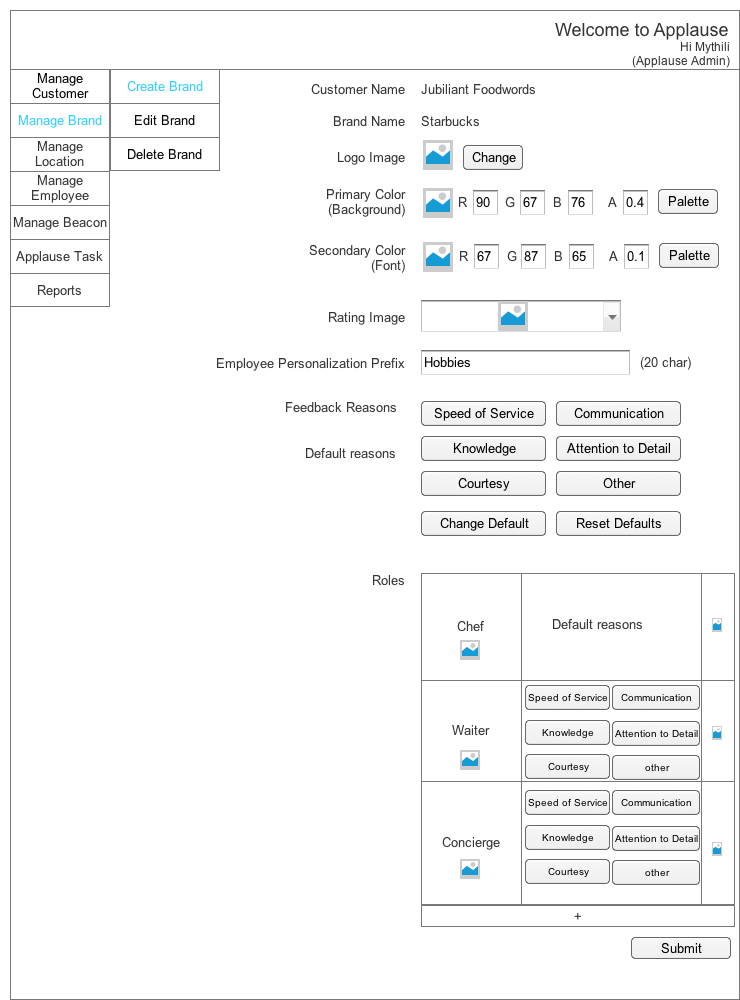 Welcome to Applause
Hi Mythili
(Applause Admin)
Manage
Customer
Manage Brand
Manage
Location
Manage
Employee
Manage Beacon
Applause Task
Reports
Create Brand
Edit Brand
Delete Brand
Customer Name Jubiliant Foodwords
Brand Name Starbucks
Logo Image Change
Primary Color
(Background) R 90 G 67 B 76 A 0.4 Palette
Secondary Color
(Font) R 67 G 87 B 65 A 0.1 Palette
Rating Image
Employee Personalization Prefix Hobbies (20 char)
Feedback Reasons Speed of Service Communication
Default reasons Knowledge Attention to Detail
Courtesy Other
Change Default Reset Defaults
Roles
Chef Default reasons
Waiter
Speed of Service Communication
Knowledge Attention to Detail
Courtesy other
Concierge
Speed of Service Communication
Knowledge Attention to Detail
Courtesy other
+
Submit